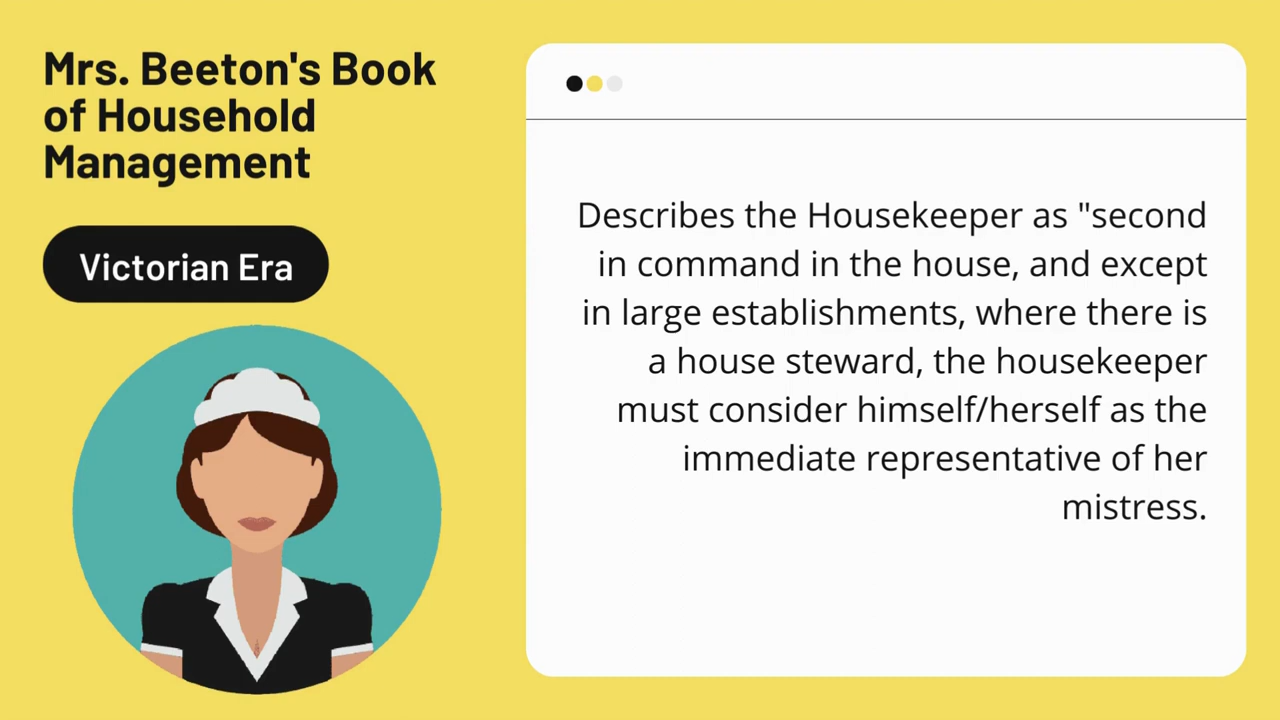 Mrs. Beeton's Book
of Household
Management
Victorian Era
Describes the Housekeeper as "second
in command in the house, and except
in large establishments, where there is
a house steward, the housekeeper
must consider himself/herself as the
immediate representative of her
mistress.